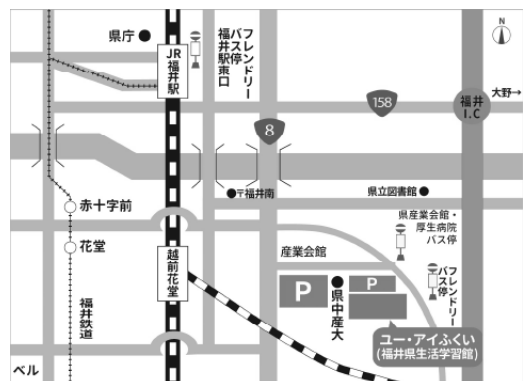 県庁
JR
福井駅
フレンドリー
バス停
福井駅東口
N
大野→
158
福井
I.C
8
〒福井南
県立図書館
赤十字前
県産業会館・
厚生病院
バス停
花堂
越前花堂
産業会館
フレンドリー
バス停
P
P
県中産大
福井鉄道
ユー・アイふくい
(福井県生活学習館)
ベル